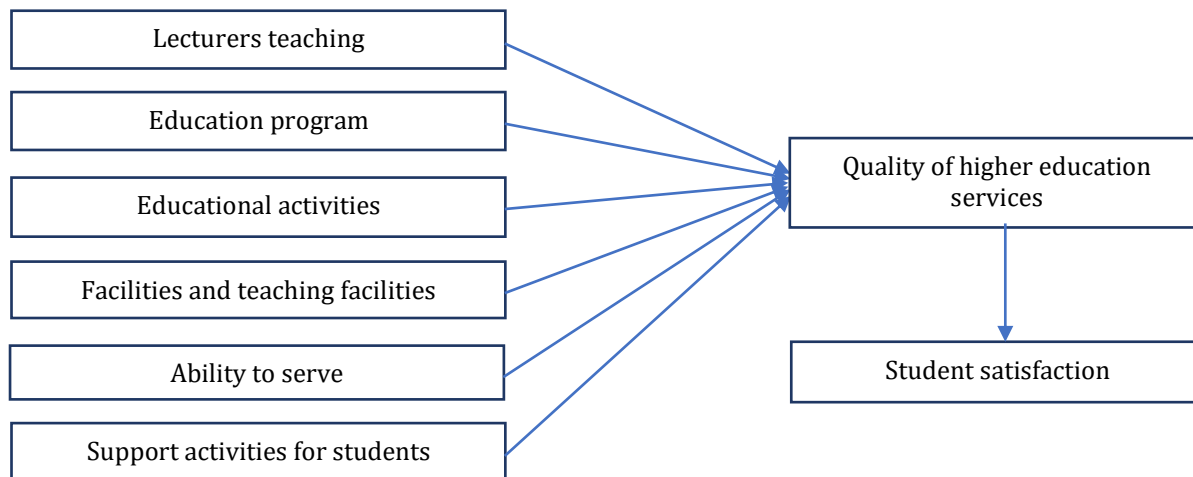 Lecturers teaching
Education program
Educational activities
Facilities and teaching facilities
Ability to serve
Support activities for students
Quality of higher education
services
Student satisfaction